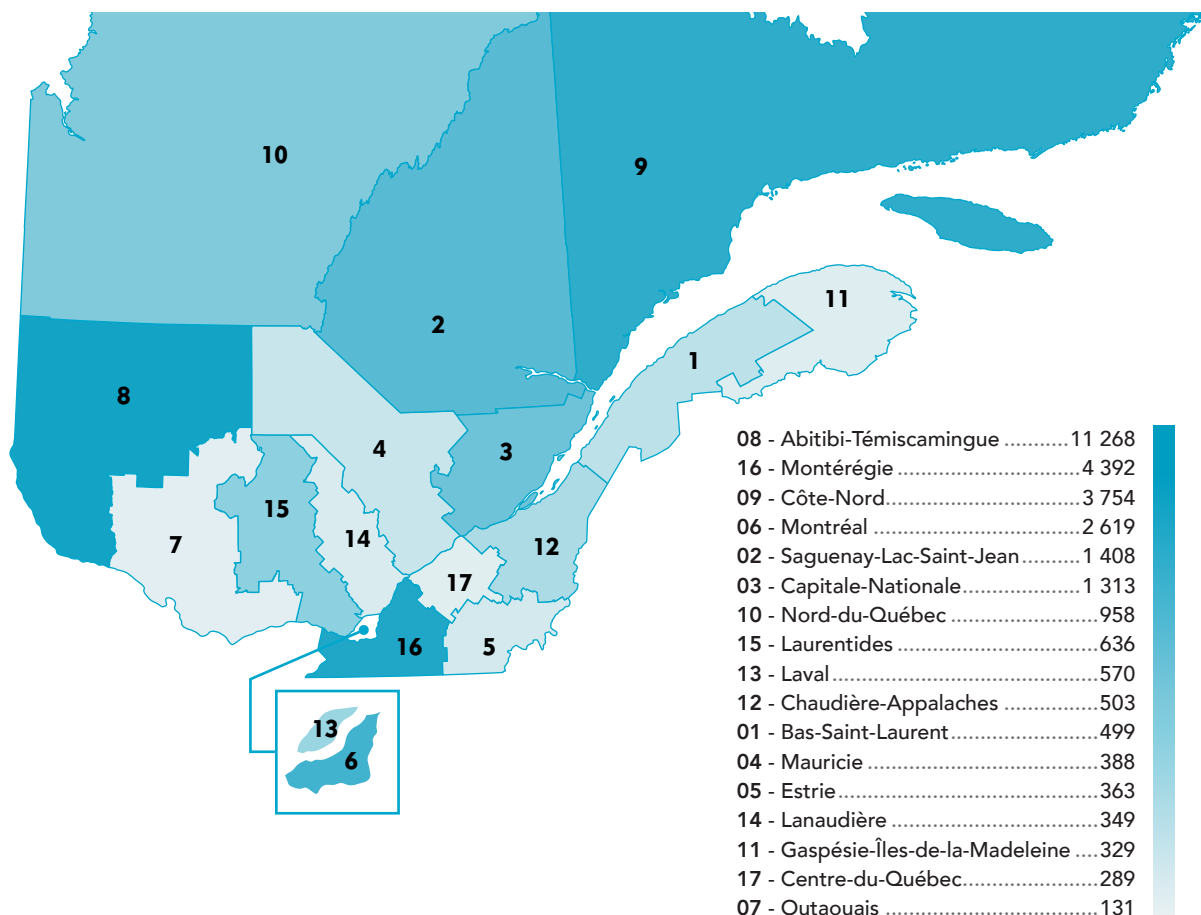 10
9
11
2
1
8
4
3
15
14
7
12
17
16
5
13
6
08 - Abitibi-Témiscamingue ...........11 268
16 - Montérégie ..............................4 392
09 - Côte-Nord................................3 754
06 - Montréal ..................................2 619
02 - Saguenay-Lac-Saint-Jean..........1 408
03 - Capitale-Nationale....................1 313
10 - Nord-du-Québec .........................958
15 - Laurentides ..................................636
13 - Laval.............................................570
12 - Chaudière-Appalaches .................503
01 - Bas-Saint-Laurent..........................499
04 - Mauricie .......................................388
05 - Estrie............................................363
14 - Lanaudière ...................................349
11 - Gaspésie-Îles-de-la-Madeleine ....329
17 - Centre-du-Québec.......................289
07 - Outaouais ....................................131